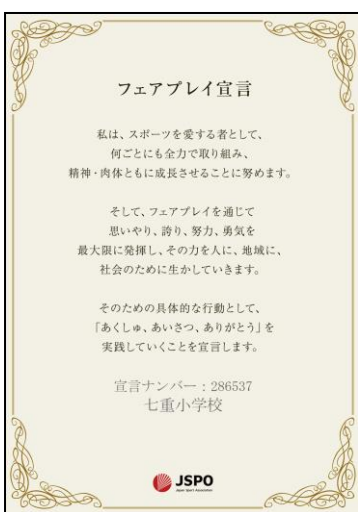 フェアプレイ宣言
私は、スポーツを愛する者として、
何ごとにも全力で取り組み、
精神・肉体ともに成長させることに努めます。
そして、フェアプレイを通じて
思いやり、誇り、努力、勇気を
最大限に発揮し、その力を人に、地域に、
社会のために生かしていきます。
そのための具体的な行動として、
「あくしゅ、あいさつ、ありがとう」を
実践していくことを宣言します。
宣言ナンバー：286537
七重小学校
JSPO
Japan Sport Association